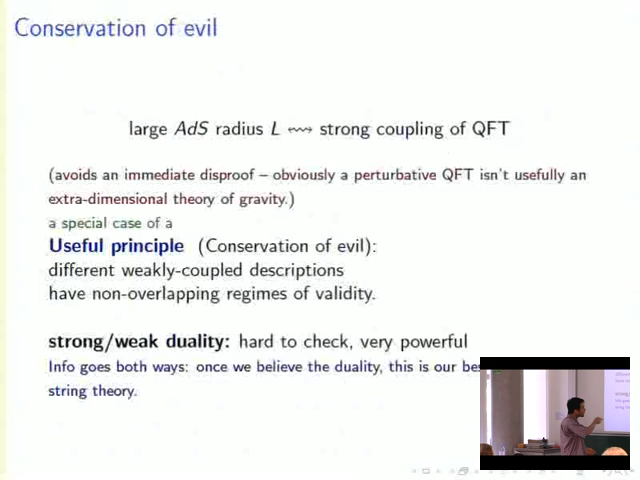 Conservation of evil
large AdS radius L ↭ strong coupling of QFT
(avoids an immediate disproof – obviously a perturbative QFT isn't usefully an
extra-dimensional theory of gravity.)
a special case of a
Useful principle (Conservation of evil):
different weakly-coupled descriptions
have non-overlapping regimes of validity.
strong/weak duality: hard to check, very powerful
Info goes both ways: once we believe the duality, this is our
string theory.